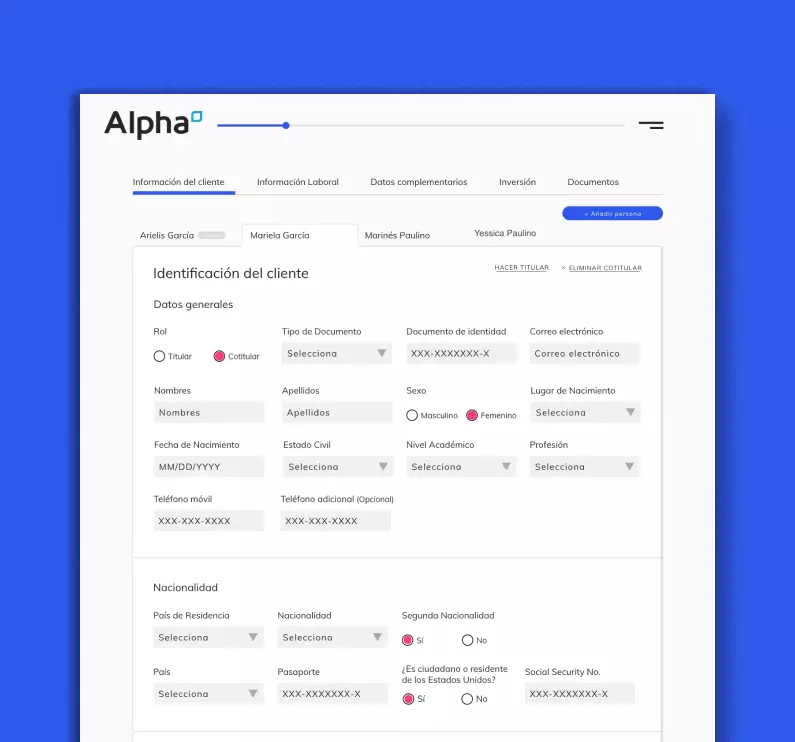 Alpha
Información del cliente Información Laboral Datos complementarios Inversión Documentos
+ Añadir persona
Arielis García Mariela García Marinés Paulino Yessica Paulino
Identificación del cliente HACER TITULAR × ELIMINAR COTITULAR
Datos generales
Rol Tipo de Documento Documento de identidad Correo electrónico
Titular Cotitular Selecciona XXX-XXXXXXX-X Correo electrónico
Nombres Apellidos Sexo Lugar de Nacimiento
Nombres Apellidos Masculino Femenino Selecciona
Fecha de Nacimiento Estado Civil Nivel Académico Profesión
MM/DD/YYYY Selecciona Selecciona Selecciona
Teléfono móvil Teléfono adicional (Opcional)
XXX-XXX-XXXX XXX-XXX-XXXX
Nacionalidad
País de Residencia Nacionalidad Segunda Nacionalidad
Selecciona Selecciona Sí No
País Pasaporte ¿Es ciudadano o residente
de los Estados Unidos? Social Security No.
Selecciona XXX-XXXXXXX-X Sí No XXX-XXXXXXX-X